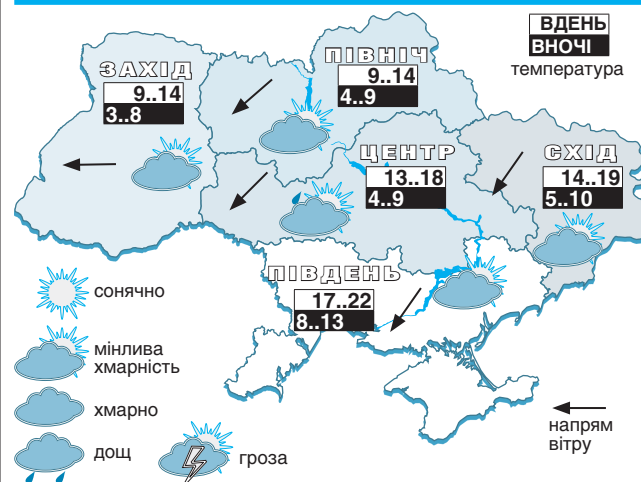 ВДЕНЬ
ВНОЧІ
температура
ЗАХІД
9..14
3..8
ПІВНІЧ
9..14
4..9
ЦЕНТР
13..18
4..9
СХІД
14..19
5..10
ПІВДЕНЬ
17..22
8..13
сонячно
мінлива
хмарність
хмарно
дощ
гроза
напрям
вітру